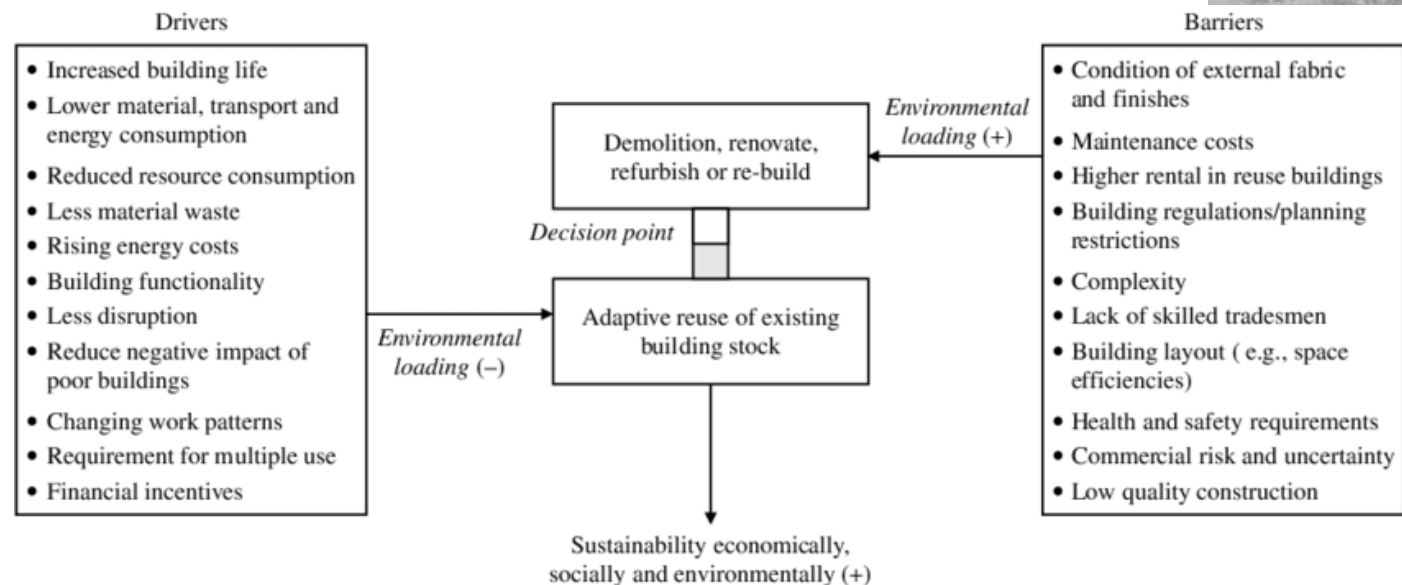 Drivers
• Increased building life
• Lower material, transport and
energy consumption
• Reduced resource consumption
• Less material waste
• Rising energy costs
• Building functionality
• Less disruption
• Reduce negative impact of
poor buildings
• Changing work patterns
• Requirement for multiple use
• Financial incentives
Environmental
loading (–)
Demolition, renovate,
refurbish or re-build
Decision point
Adaptive reuse of existing
building stock
Sustainability economically,
socially and environmentally (+)
Environmental
loading (+)
Barriers
• Condition of external fabric
and finishes
• Maintenance costs
• Higher rental in reuse buildings
• Building regulations/planning
restrictions
• Complexity
• Lack of skilled tradesmen
• Building layout ( e.g., space
efficiencies)
• Health and safety requirements
• Commercial risk and uncertainty
• Low quality construction